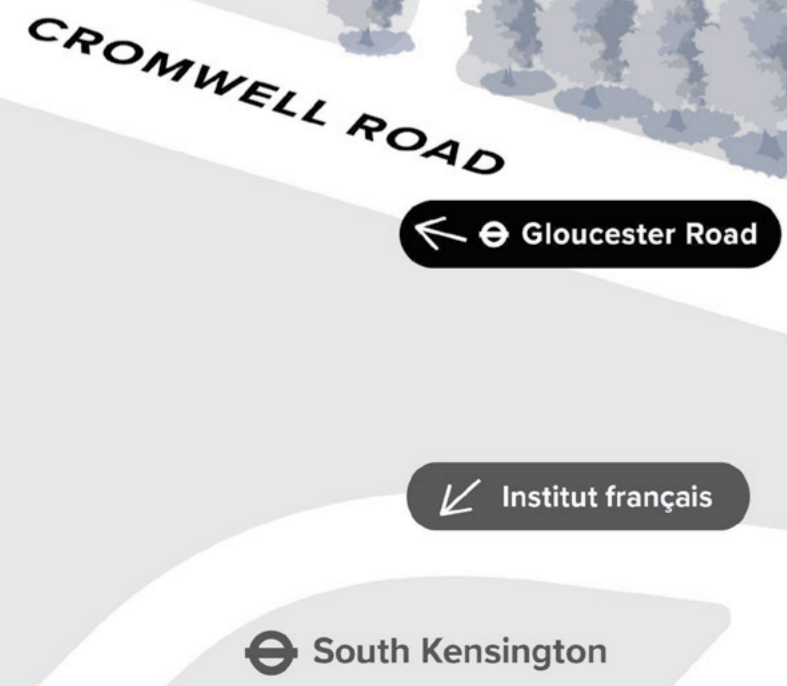 CROMWELL ROAD
Gloucester Road
Institut français
South Kensington